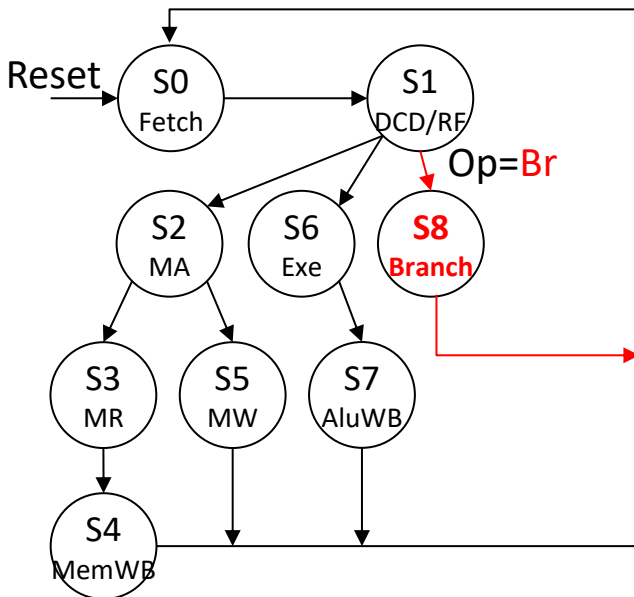 Reset
S0
Fetch
S1
DCD/RF
Op=Br
S2
MA
S6
Exe
S8
Branch
S3
MR
S5
MW
S7
AluWB
S4
MemWB